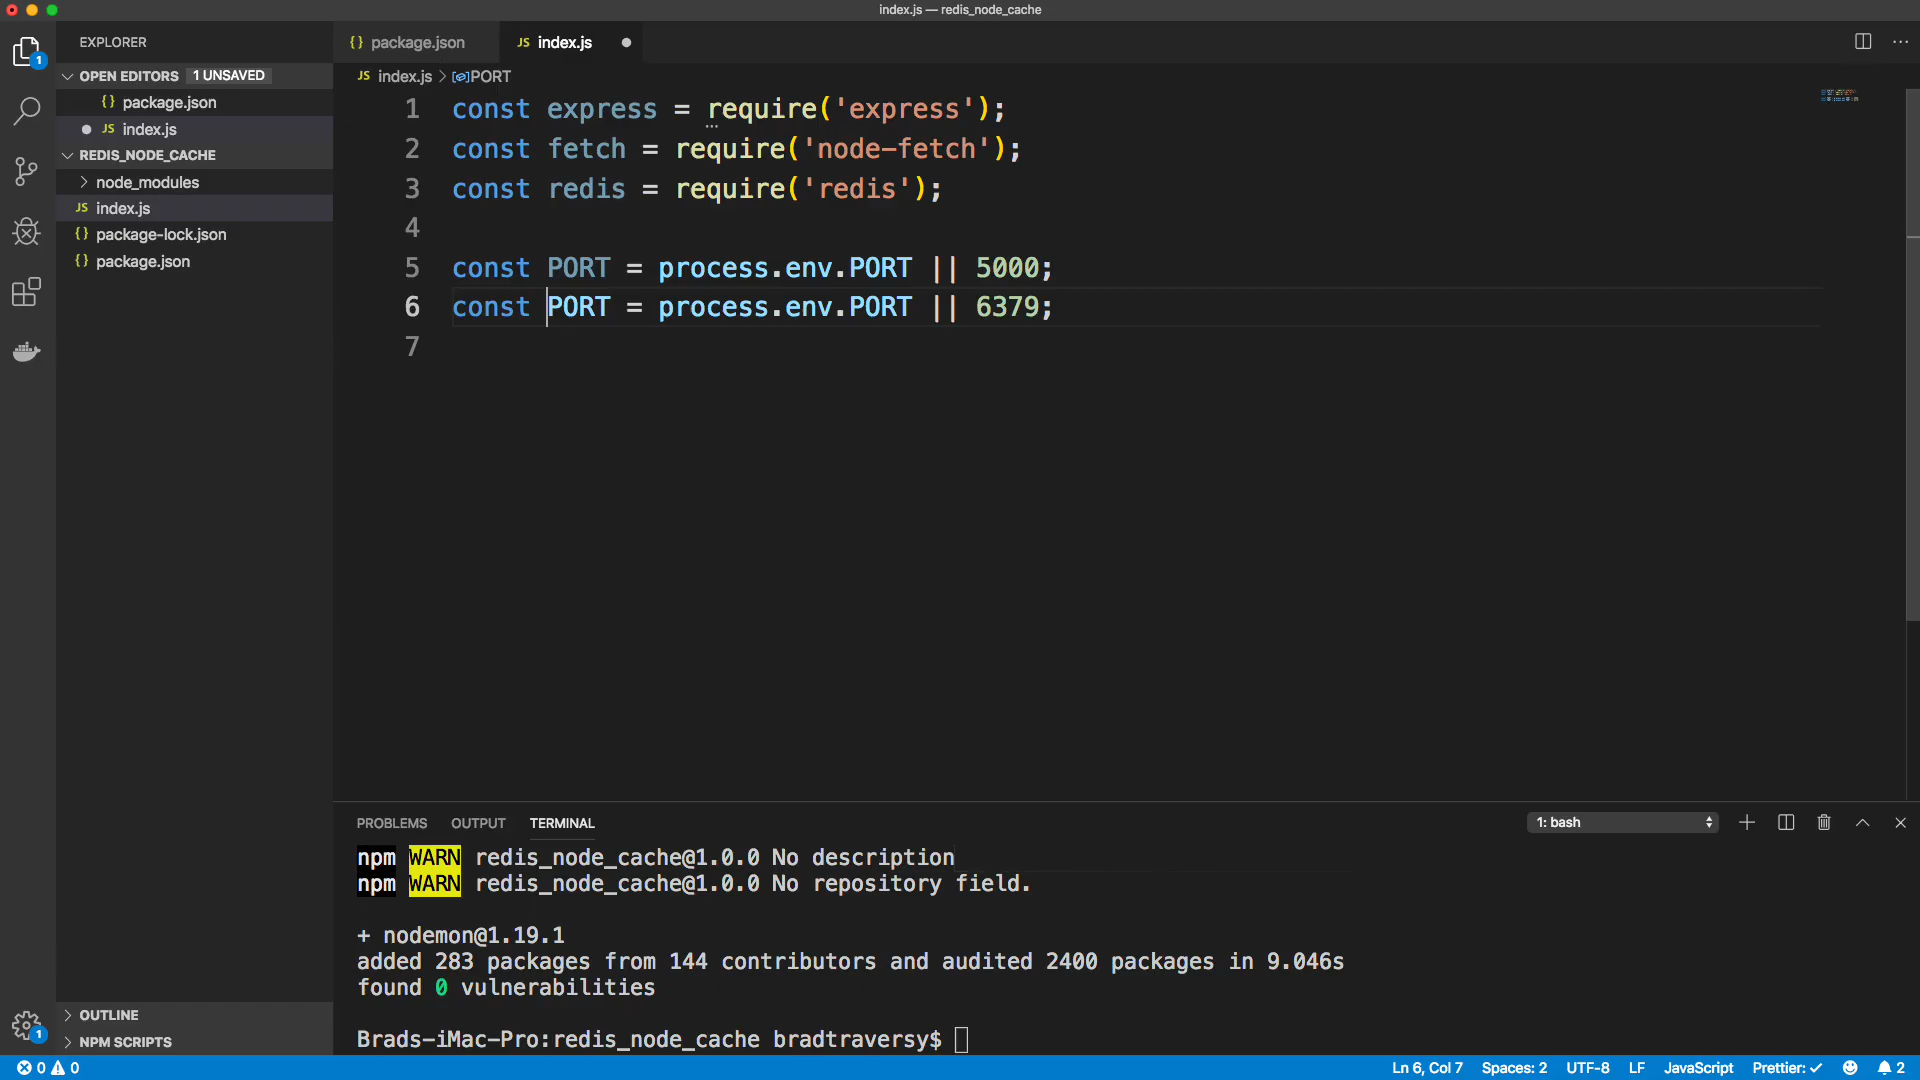 index.js — redis_node_cache
EXPLORER
OPEN EDITORS 1 UNSAVED
{} package.json
JS index.js
REDIS_NODE_CACHE
node_modules
JS index.js
{} package-lock.json
{} package.json
OUTLINE
NPM SCRIPTS
{} package.json
JS index.js
JS index.js > PORT
1 const express = require('express');
2 const fetch = require('node-fetch');
3 const redis = require('redis');
4
5 const PORT = process.env.PORT || 5000;
6 const PORT = process.env.PORT || 6379;
7
PROBLEMS OUTPUT TERMINAL
1: bash
npm WARN redis_node_cache@1.0.0 No description
npm WARN redis_node_cache@1.0.0 No repository field.
+ nodemon@1.19.1
added 283 packages from 144 contributors and audited 2400 packages in 9.046s
found 0 vulnerabilities
Brads-iMac-Pro:redis_node_cache bradtraversy$
1
1
0 0
Ln 6, Col 7 Spaces: 2 UTF-8 LF JavaScript Prettier: ✓ 2